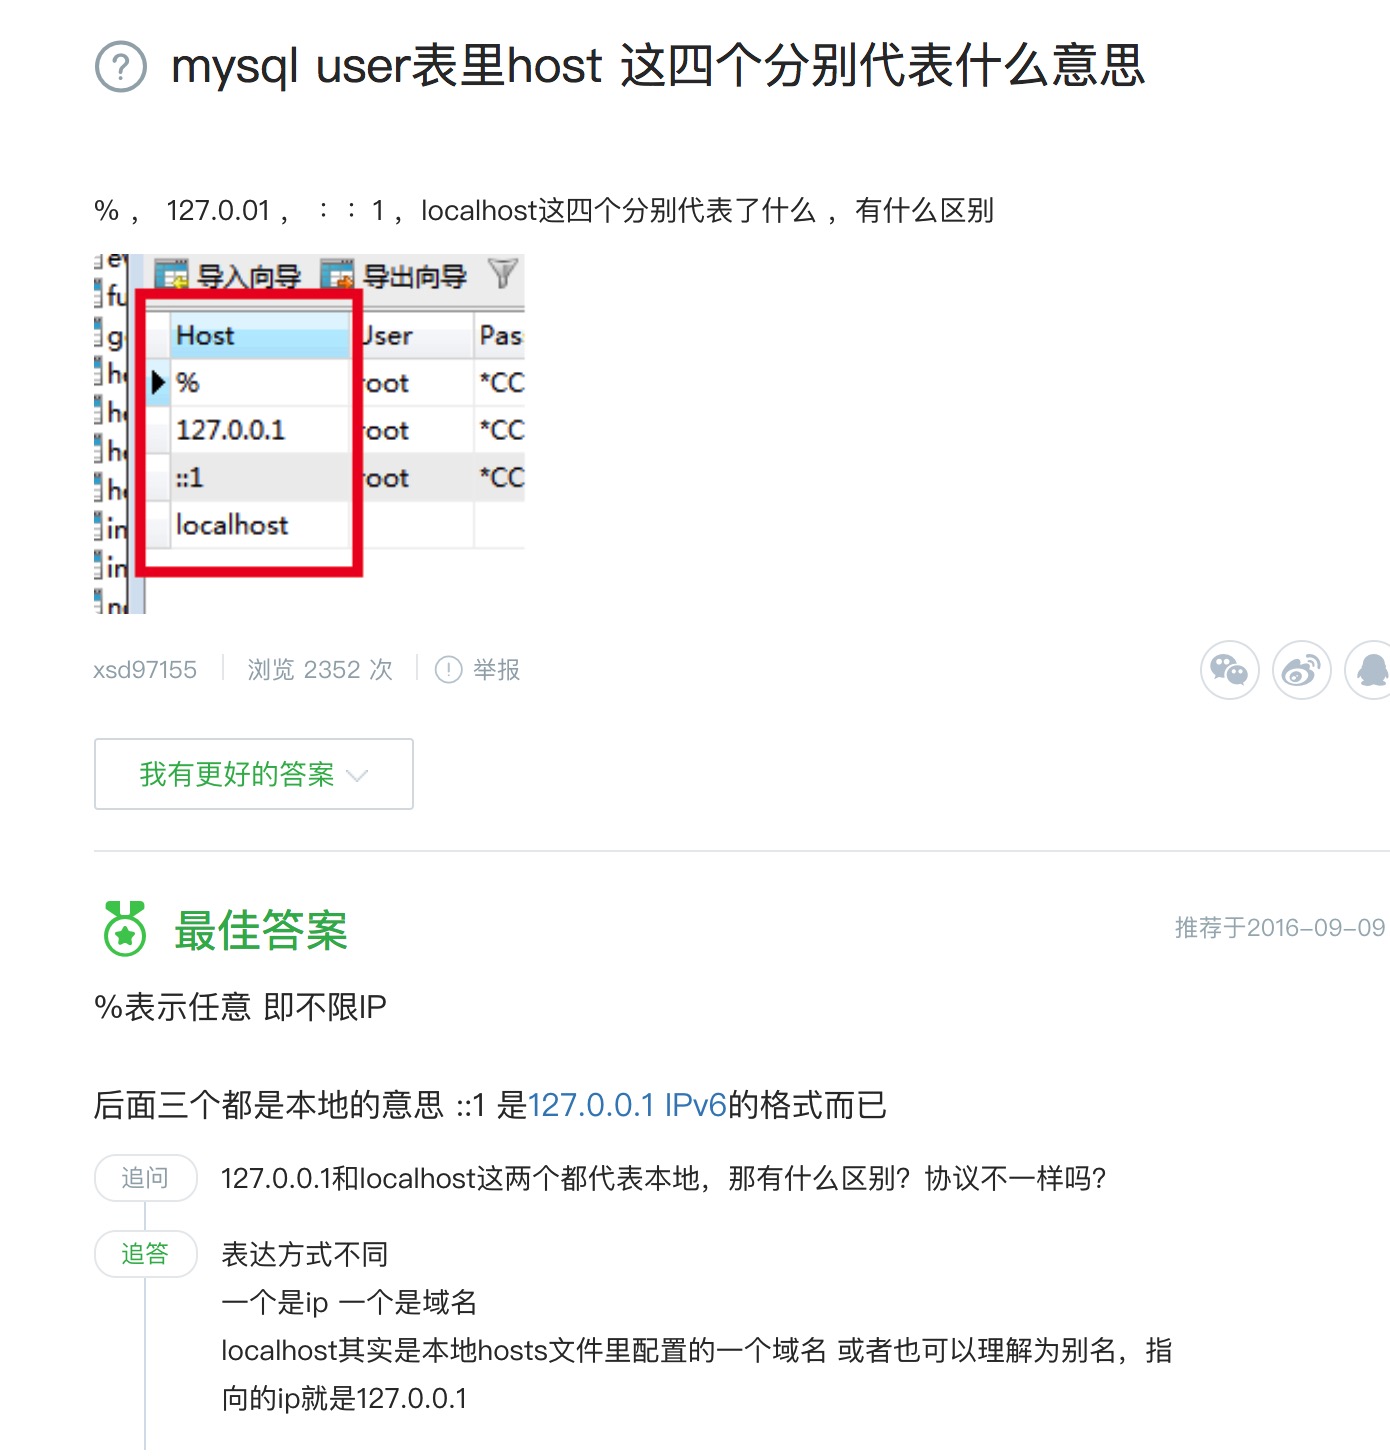 mysql user表里host 这四个分别代表什么意思
%， 127.0.01， ：：1，localhost这四个分别代表了什么，有什么区别
导入向导 导出向导
Host User Pas
% root *CC
127.0.0.1 root *CC
::1 root *CC
localhost
xsd97155 浏览 2352 次 举报
我有更好的答案
最佳答案 推荐于2016-09-09
%表示任意 即不限IP
后面三个都是本地的意思 ::1 是127.0.0.1 IPv6的格式而已
追问 127.0.0.1和localhost这两个都代表本地，那有什么区别？协议不一样吗？
追答 表达方式不同
一个是ip 一个是域名
localhost其实是本地hosts文件里配置的一个域名 或者也可以理解为别名，指
向的ip就是127.0.0.1